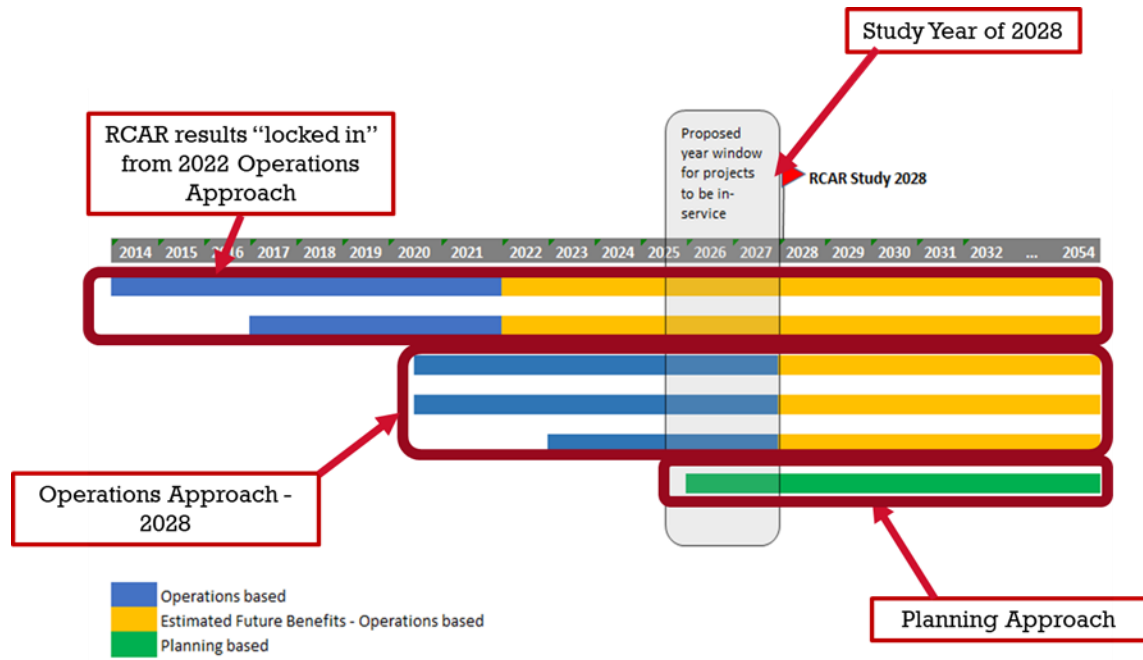 Study Year of 2028
RCAR results “locked in”
from 2022 Operations
Approach
Proposed
year window
for projects
to be in-
service
RCAR Study 2028
2014 2015 2016 2017 2018 2019 2020 2021 2022 2023 2024 2025 2026 2027 2028 2029 2030 2031 2032 ... 2054
Operations Approach -
2028
Planning Approach
Operations based
Estimated Future Benefits - Operations based
Planning based